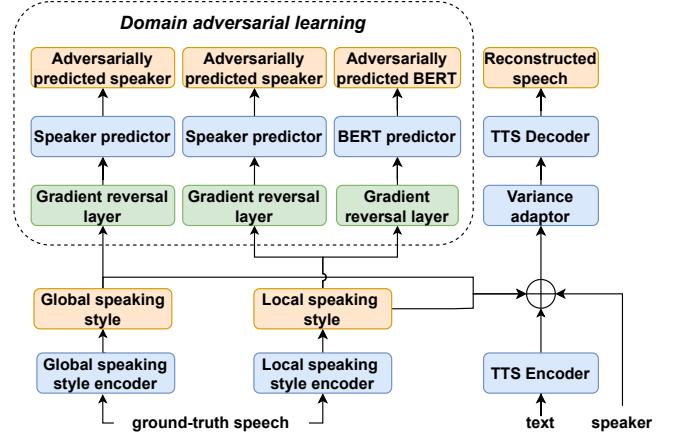 Domain adversarial learning
Adversarially
predicted speaker
Adversarially
predicted speaker
Adversarially
predicted BERT
Reconstructed
speech
Speaker predictor
Speaker predictor
BERT predictor
TTS Decoder
Gradient reversal
layer
Gradient reversal
layer
Gradient
reversal layer
Variance
adaptor
Global speaking
style
Local speaking
style
Global speaking
style encoder
Local speaking
style encoder
TTS Encoder
ground-truth speech
text
speaker